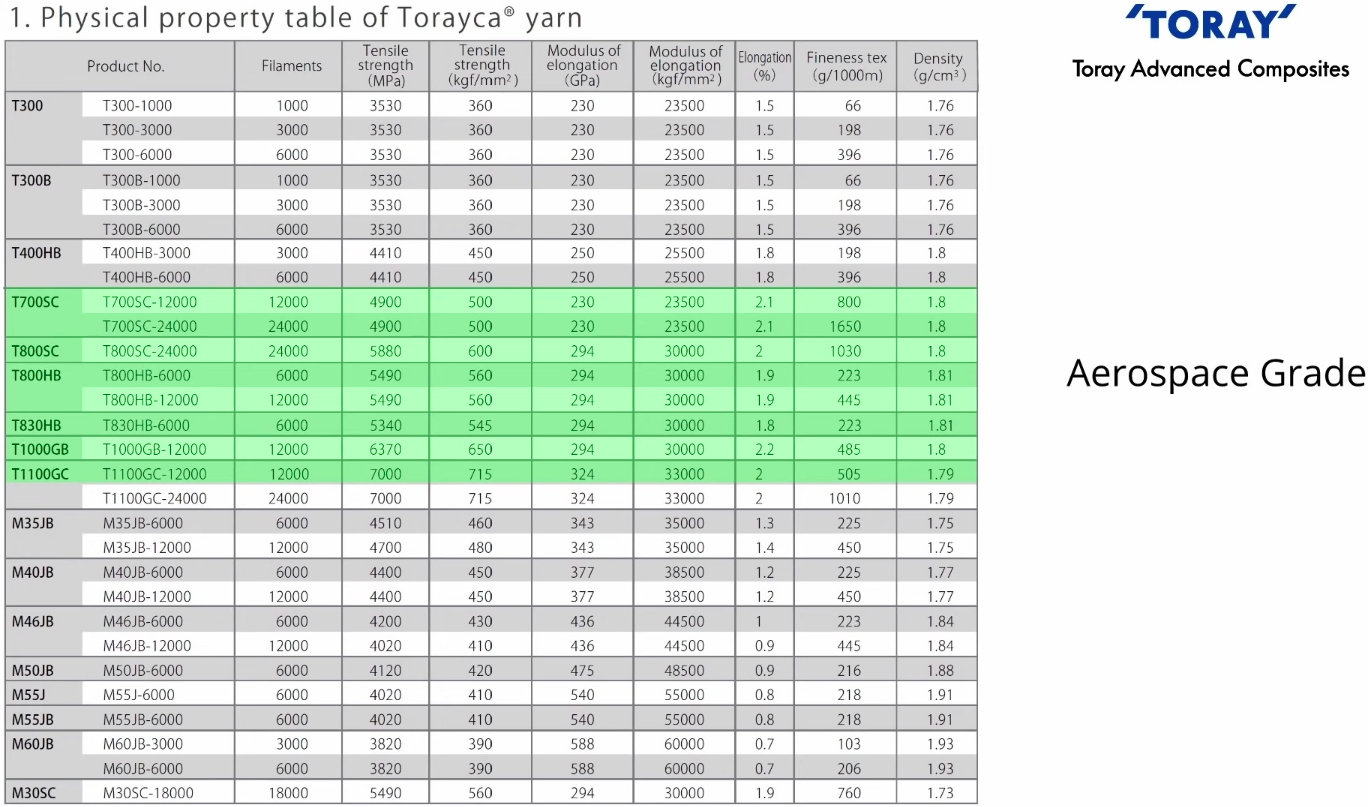 1. Physical property table of Torayca® yarn
TORAY
Toray Advanced Composites
Product No. Filaments Tensile strength (MPa) Tensile strength (kgf/mm²) Modulus of elongation (GPa) Modulus of elongation (kgf/mm²) Elongation (%) Fineness tex (g/1000m) Density (g/cm³)
T300 T300-1000 1000 3530 360 230 23500 1.5 66 1.76
T300-3000 3000 3530 360 230 23500 1.5 198 1.76
T300-6000 6000 3530 360 230 23500 1.5 396 1.76
T300B T300B-1000 1000 3530 360 230 23500 1.5 66 1.76
T300B-3000 3000 3530 360 230 23500 1.5 198 1.76
T300B-6000 6000 3530 360 230 23500 1.5 396 1.76
T400HB T400HB-3000 3000 4410 450 250 25500 1.8 198 1.8
T400HB-6000 6000 4410 450 250 25500 1.8 396 1.8
T700SC T700SC-12000 12000 4900 500 230 23500 2.1 800 1.8
T700SC-24000 24000 4900 500 230 23500 2.1 1650 1.8
T800SC T800SC-24000 24000 5880 600 294 30000 2 1030 1.8
T800HB T800HB-6000 6000 5490 560 294 30000 1.9 223 1.81
Aerospace Grade
T800HB-12000 12000 5490 560 294 30000 1.9 445 1.81
T830HB T830HB-6000 6000 5340 545 294 30000 1.8 223 1.81
T1000GB T1000GB-12000 12000 6370 650 294 30000 2.2 485 1.8
T1100GC T1100GC-12000 12000 7000 715 324 33000 2 505 1.79
T1100GC-24000 24000 7000 715 324 33000 2 1010 1.79
M35JB M35JB-6000 6000 4510 460 343 35000 1.3 225 1.75
M35JB-12000 12000 4700 480 343 35000 1.4 450 1.75
M40JB M40JB-6000 6000 4400 450 377 38500 1.2 225 1.77
M40JB-12000 12000 4400 450 377 38500 1.2 450 1.77
M46JB M46JB-6000 6000 4200 430 436 44500 1 223 1.84
M46JB-12000 12000 4020 410 436 44500 0.9 445 1.84
M50JB M50JB-6000 6000 4120 420 475 48500 0.9 216 1.88
M55J M55J-6000 6000 4020 410 540 55000 0.8 218 1.91
M55JB M55JB-6000 6000 4020 410 540 55000 0.8 218 1.91
M60JB M60JB-3000 3000 3820 390 588 60000 0.7 103 1.93
M60JB-6000 6000 3820 390 588 60000 0.7 206 1.93
M30SC M30SC-18000 18000 5490 560 294 30000 1.9 760 1.73